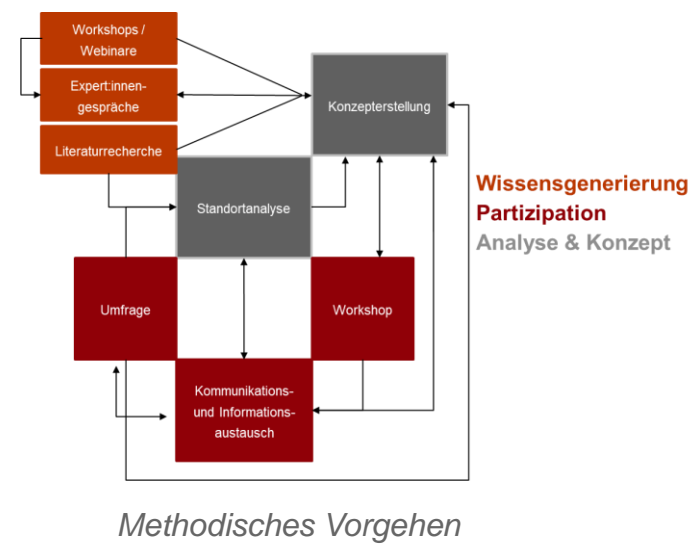 Workshops /
Webinare
Expert:innen-
gespräche
Literaturrecherche
Konzepterstellung
Standortanalyse
Wissensgenerierung
Partizipation
Analyse & Konzept
Umfrage
Workshop
Kommunikations-
und Informations-
austausch
Methodisches Vorgehen